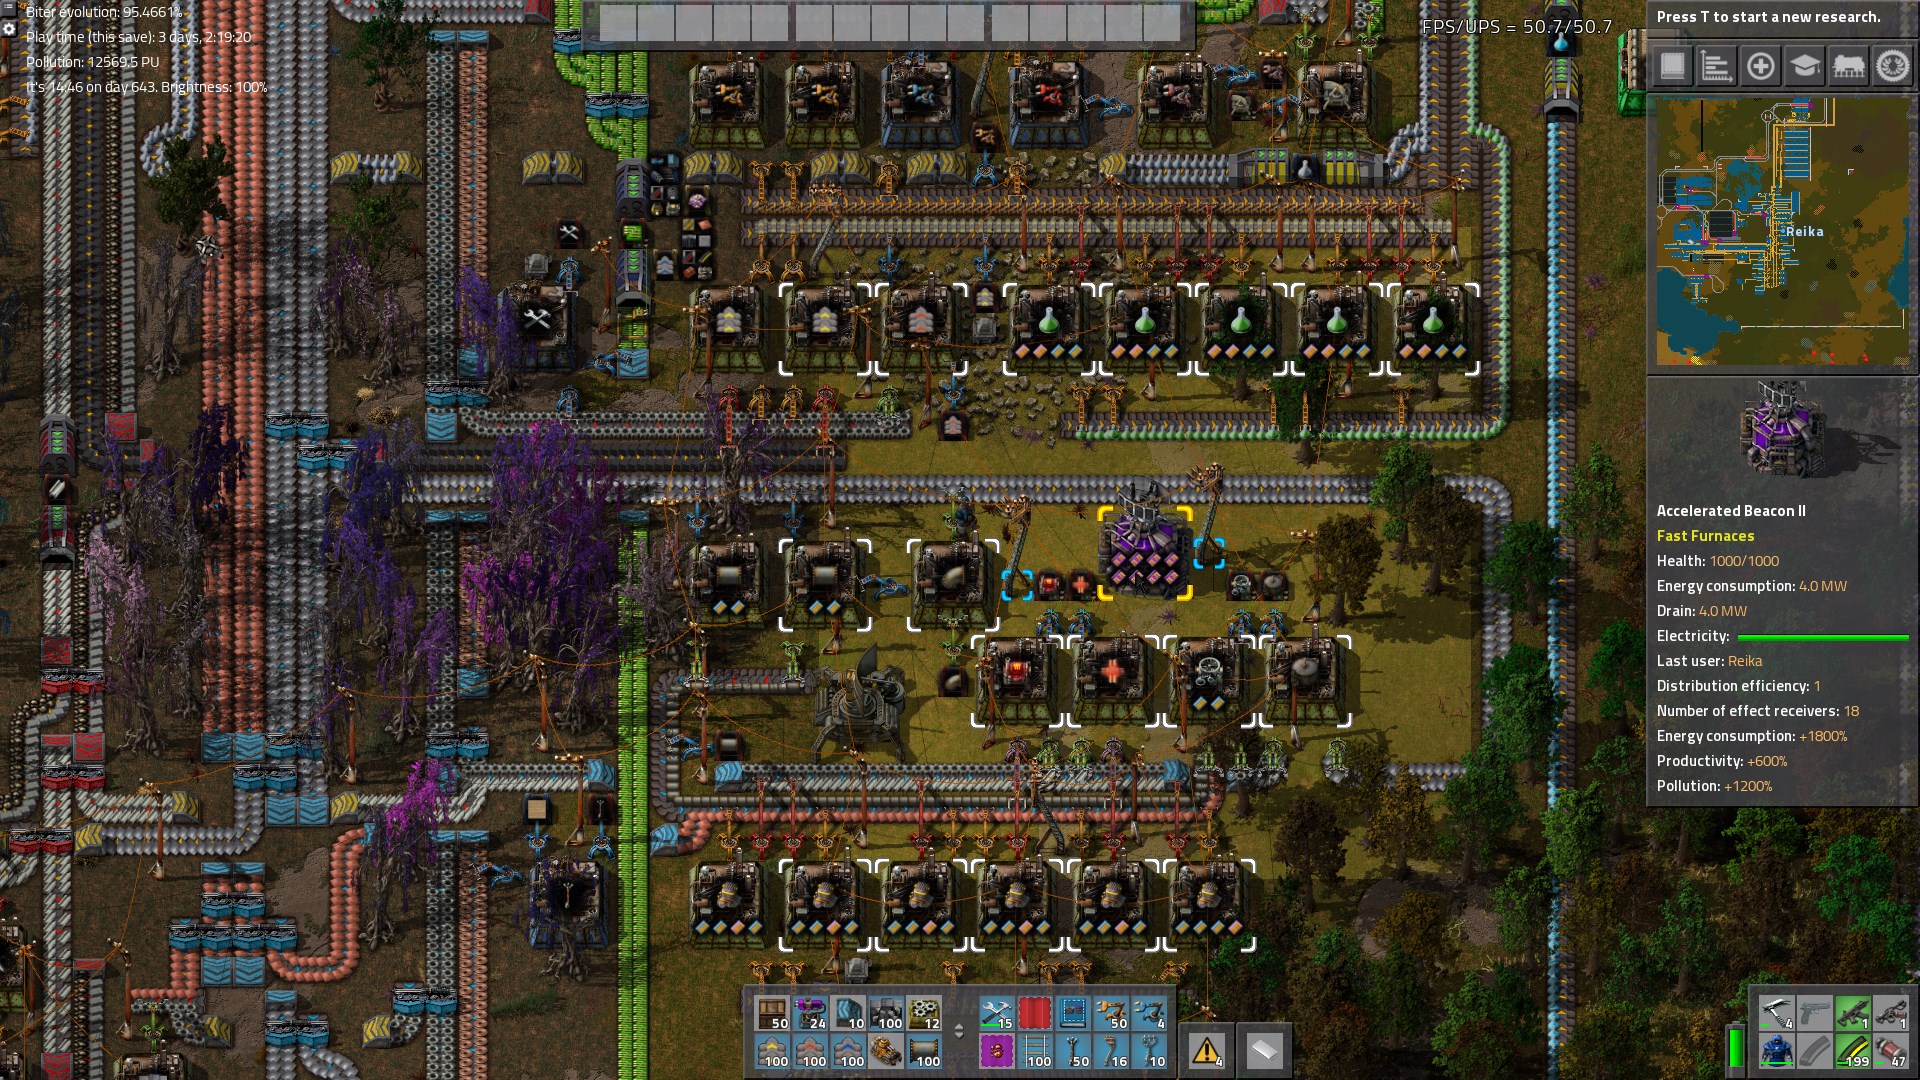 Biter evolution: 95.4661%
Play time (this save): 3 days, 2:19:20
Pollution: 12569.5 PU
It's 14:46 on day 643. Brightness: 100%
FPS/UPS = 50.7/50.7
Press T to start a new research.
Reika
Accelerated Beacon II
Fast Furnaces
Health: 1000/1000
Energy consumption: 4.0 MW
Drain: 4.0 MW
Electricity:
Last user: Reika
Distribution efficiency: 1
Number of effect receivers: 18
Energy consumption: +1800%
Productivity: +600%
Pollution: +1200%
50 24 10 100 12 15 50 4
100 100 100 100 100 50 16 10
4
4 1 1
199 47